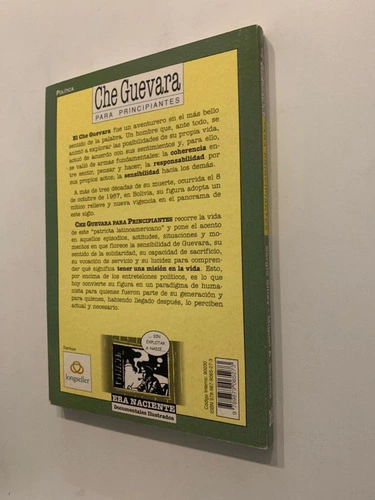 POLÍTICA
Che Guevara
PARA PRINCIPIANTES
El Che Guevara fue un aventurero en el más bello
sentido de la palabra. Un hombre que, ante todo, se
animó a explorar las posibilidades de su propia vida,
actuó de acuerdo con sus sentimientos y, para ello,
se valió de armas fundamentales: la coherencia en-
tre sentir, pensar y hacer, la responsabilidad por
sus propios actos; la sensibilidad hacia los demás.
A más de tres décadas de su muerte, ocurrida el 8
de octubre de 1967, en Bolivia, su figura adopta un
mítico relieve y nueva vigencia en el panorama de
este siglo.
CHE GUEVARA PARA PRINCIPIANTES recorre la vida
de este "patricio latinoamericano" y pone el acento
en aquellos episodios, actitudes, situaciones y mo-
mentos en que florece la sensibilidad de Guevara, su
sentido de la solidaridad, su capacidad de sacrificio,
su vocación de servicio y su lucidez para compren-
der qué significa tener una misión en la vida. Esto,
por encima de los entretelones políticos, es lo que
hoy convierte su figura en un paradigma de huma-
nista para quienes fueron parte de su generación y
para quienes, habiendo llegado después, lo perciben
actual y necesario.
... SIN
EXPLOTAR
A NADIE...
longseller
ERA NACIENTE
Documentales Ilustrados